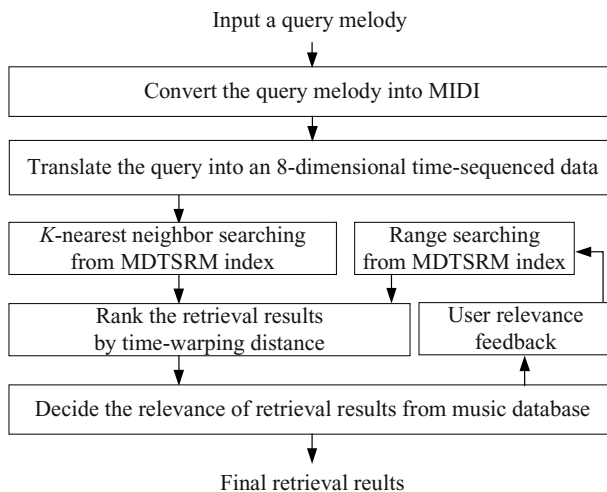 Input a query melody
Convert the query melody into MIDI
Translate the query into an 8-dimensional time-sequenced data
K-nearest neighbor searching
from MDTSRM index
Range searching
from MDTSRM index
Rank the retrieval results
by time-warping distance
User relevance
feedback
Decide the relevance of retrieval results from music database
Final retrieval reults